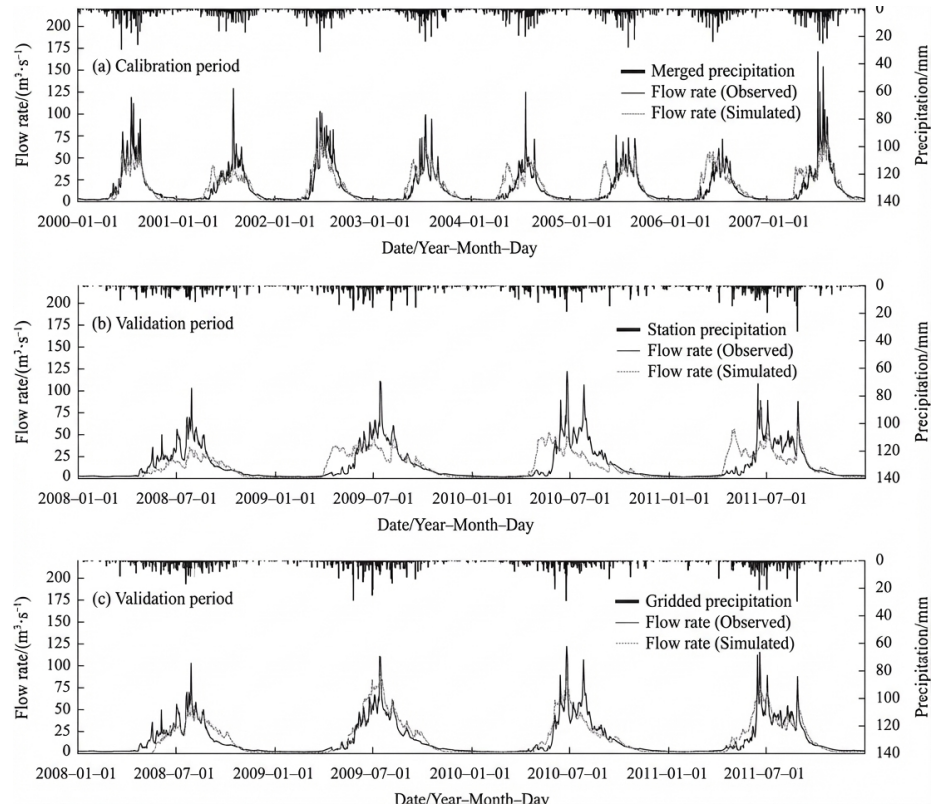 0
200
20
175
(a) Calibration period
40
150
Merged precipitation
60
125
Flow rate (Observed)
100
Flow rate (Simulated)
80
75
100
50
120
25
0
140
Flow rate/(m³·s⁻¹)
Precipitation/mm
2000–01–01 2001–01–01 2002–01–01 2003–01–01 2004–01–01 2005–01–01 2006–01–01 2007–01–01
Date/Year–Month–Day
0
200
20
175
(b) Validation period
40
150
Station precipitation
60
125
Flow rate (Observed)
100
Flow rate (Simulated)
80
75
100
50
120
25
0
140
Flow rate/(m³·s⁻¹)
Precipitation/mm
2008–01–01 2008–07–01 2009–01–01 2009–07–01 2010–01–01 2010–07–01 2011–01–01 2011–07–01
Date/Year–Month–Day
0
200
20
175
(c) Validation period
40
150
Gridded precipitation
60
125
Flow rate (Observed)
100
Flow rate (Simulated)
80
75
100
50
120
25
0
140
Flow rate/(m³·s⁻¹)
Precipitation/mm
2008–01–01 2008–07–01 2009–01–01 2009–07–01 2010–01–01 2010–07–01 2011–01–01 2011–07–01
Date/Year–Month–Day